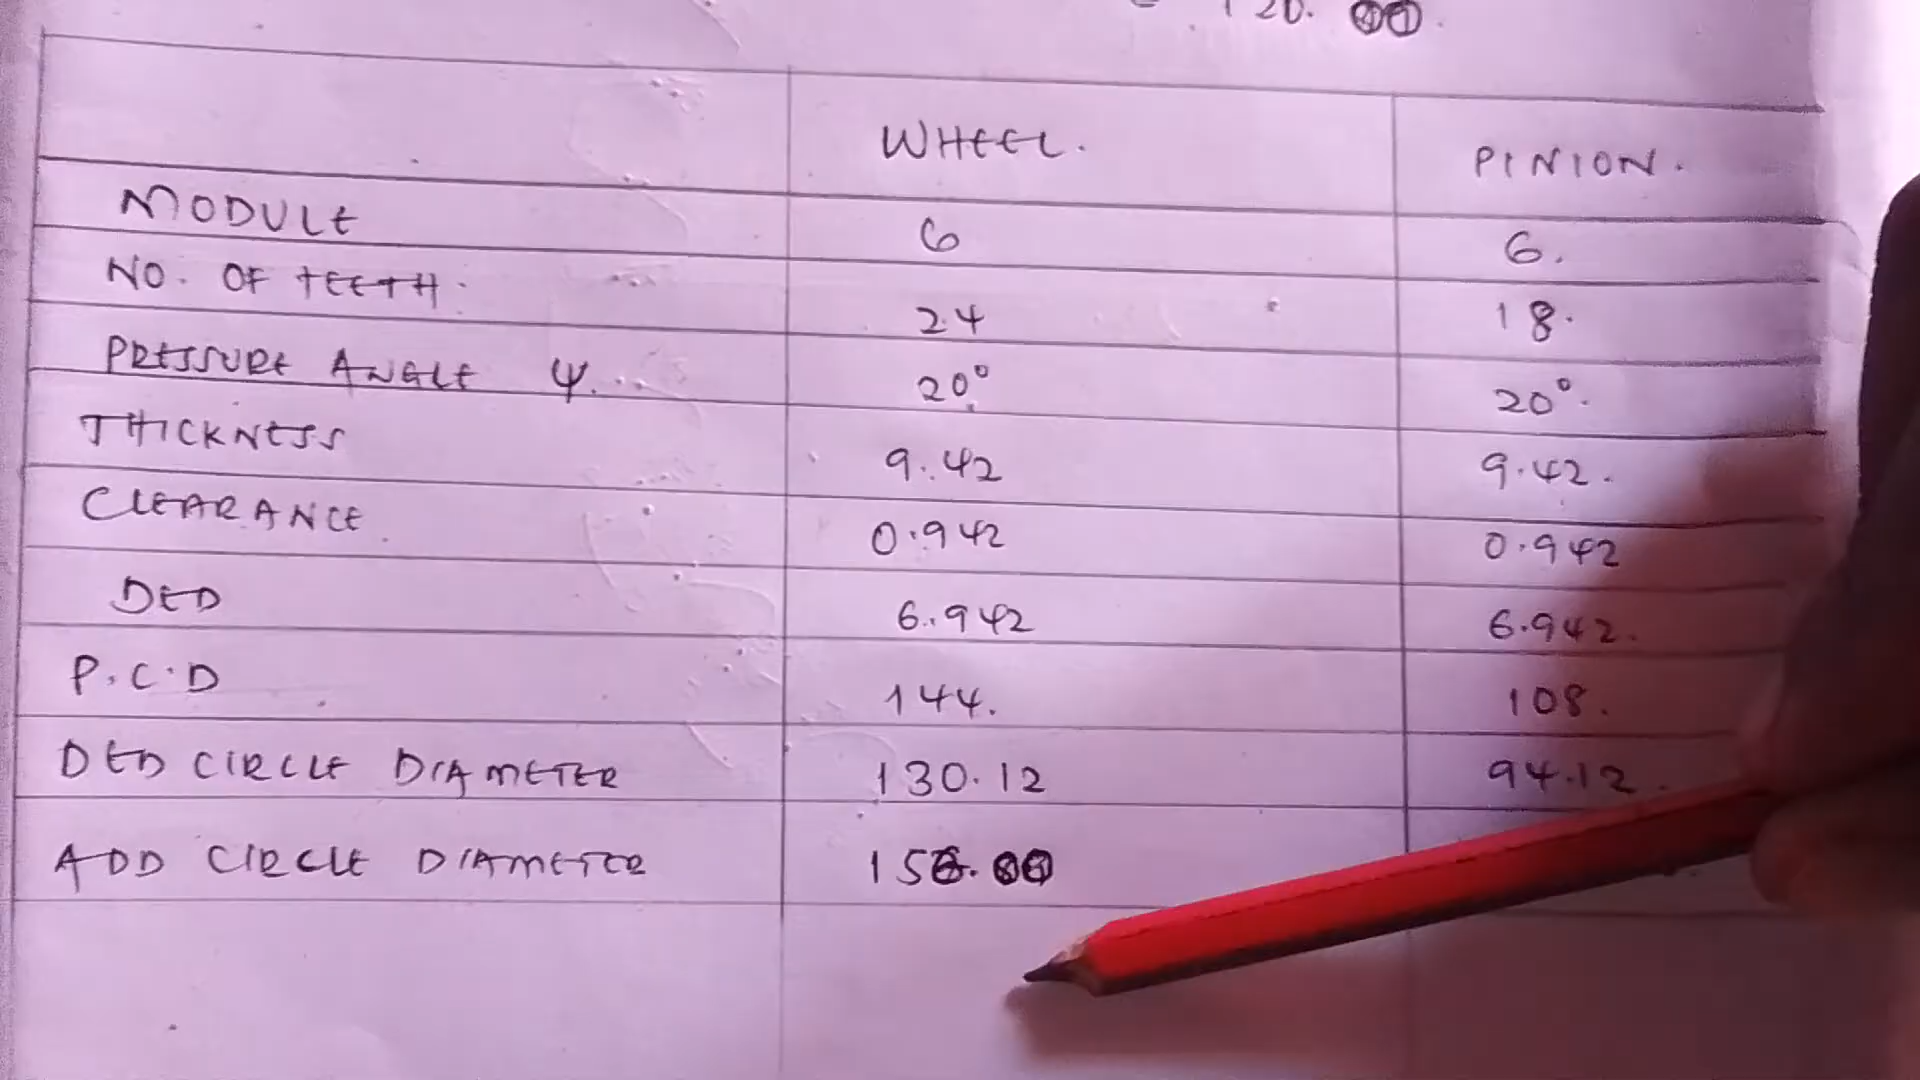 120.
WHEEL. PINION.
MODULE 6 6.
NO. OF TEETH. 24 18.
PRESSURE ANGLE ψ. 20° 20°.
THICKNESS 9.42 9.42.
CLEARANCE 0.942 0.942
DED 6.942 6.942.
P.C.D 144. 108.
DED CIRCLE DIAMETER 130.12 94.12.
ADD CIRCLE DIAMETER 156.00